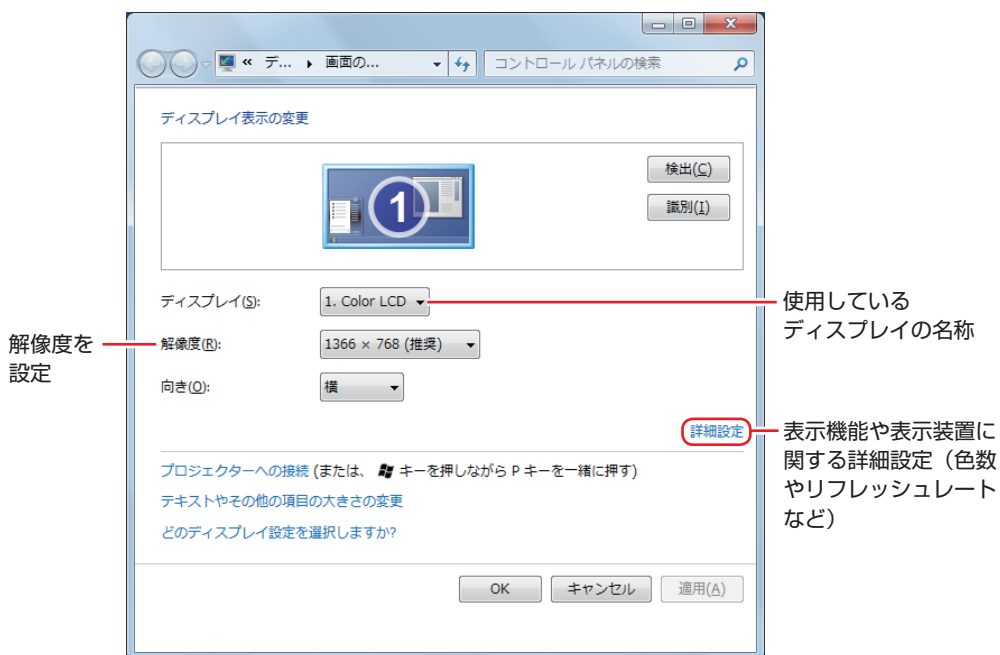 « デ... ▸ 画面の...
コントロール パネルの検索
ディスプレイ表示の変更
1
検出(C)
識別(I)
ディスプレイ(S):
1. Color LCD
使用している
ディスプレイの名称
解像度を
設定
解像度(R):
1366 × 768 (推奨)
向き(O):
横
詳細設定
表示機能や表示装置に
関する詳細設定（色数
やリフレッシュレート
など）
プロジェクターへの接続 (または、 キーを押しながら P キーを一緒に押す)
テキストやその他の項目の大きさの変更
どのディスプレイ設定を選択しますか?
OK
キャンセル
適用(A)